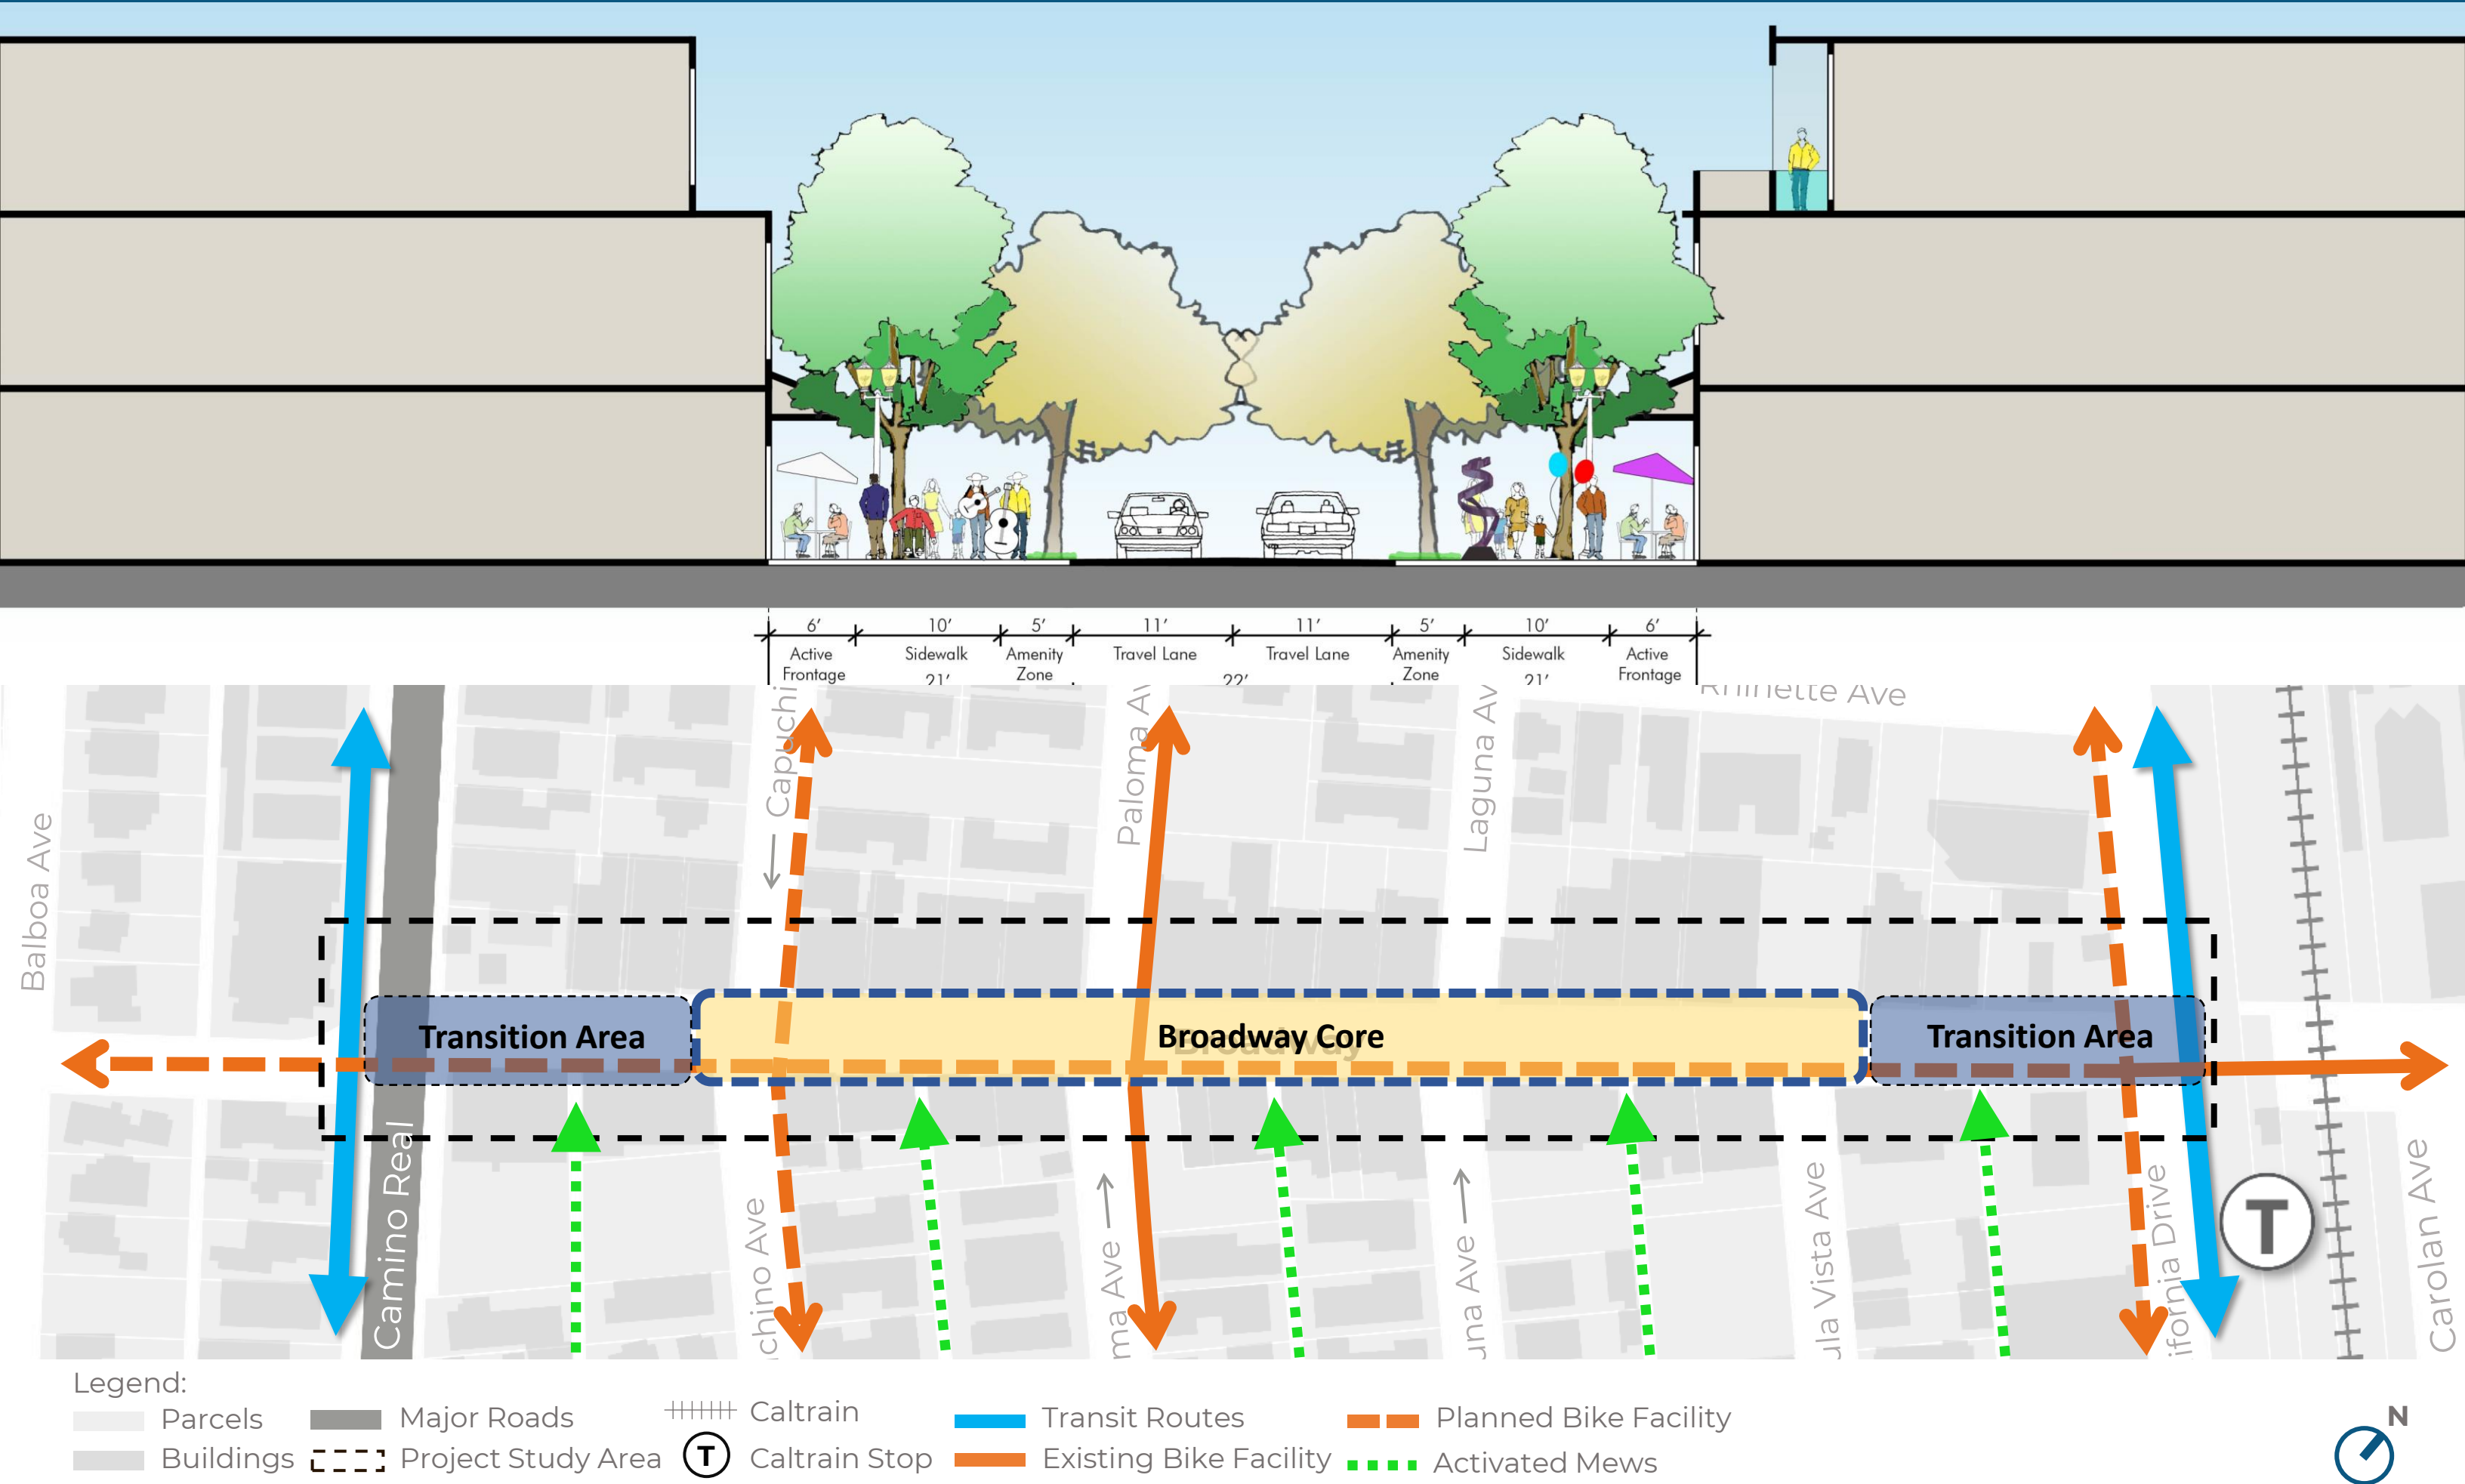 6’ 10’ 5’ 11’ 11’ 5’ 10’ 6’
Active Frontage
Sidewalk
Amenity Zone
Travel Lane
Travel Lane
Amenity Zone
Sidewalk
Active Frontage
21’ 22’ 21’
Rhinette Ave
Balboa Ave
← Capuchi
Paloma Av
Laguna Av
Transition Area
Broadway Core
Broadway
Transition Area
Camino Real
chino Ave
ma Ave →
una Ave →
ula Vista Ave
ifornia Drive
T
Carolan Ave
Legend:
Parcels
Buildings
Major Roads
Project Study Area
Caltrain
T Caltrain Stop
Transit Routes
Existing Bike Facility
Planned Bike Facility
Activated Mews
N